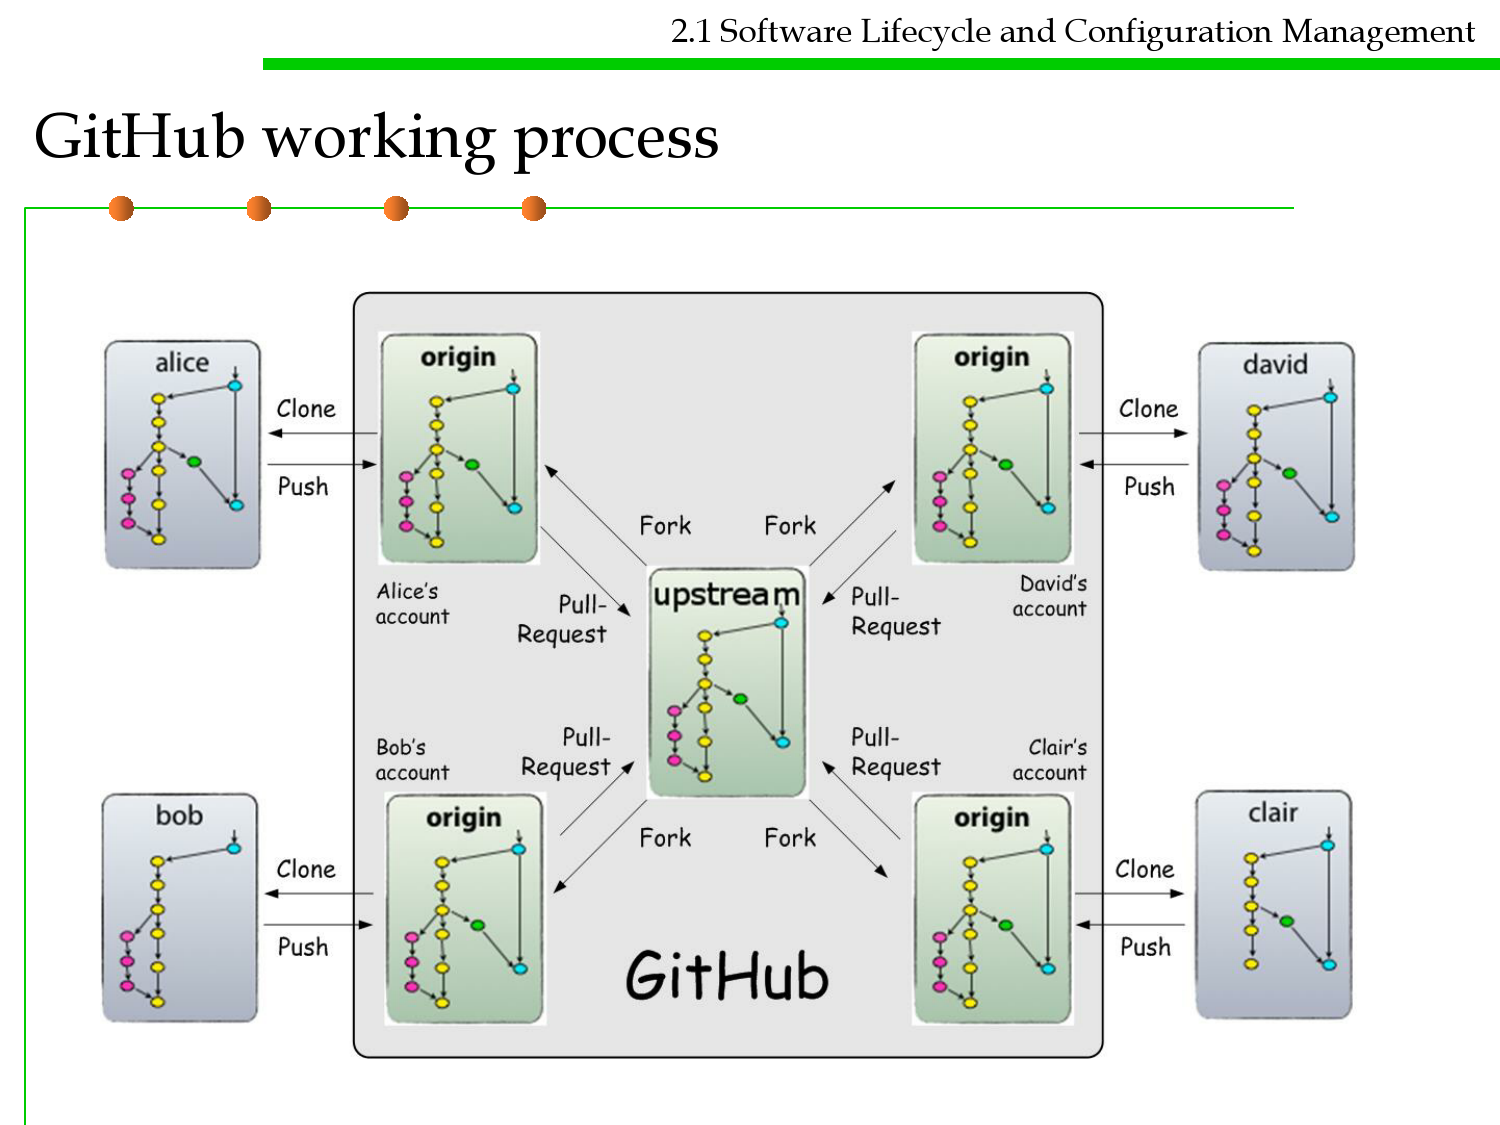 2.1 Software Lifecycle and Configuration Management
GitHub working process
alice
Clone
Push
origin
Alice's
account
origin
David's
account
Clone
Push
david
Fork
Fork
Pull-
Request
Pull-
Request
upstream
Pull-
Request
Pull-
Request
Fork
Fork
bob
Clone
Push
Bob's
account
origin
Clair's
account
origin
Clone
Push
clair
GitHub